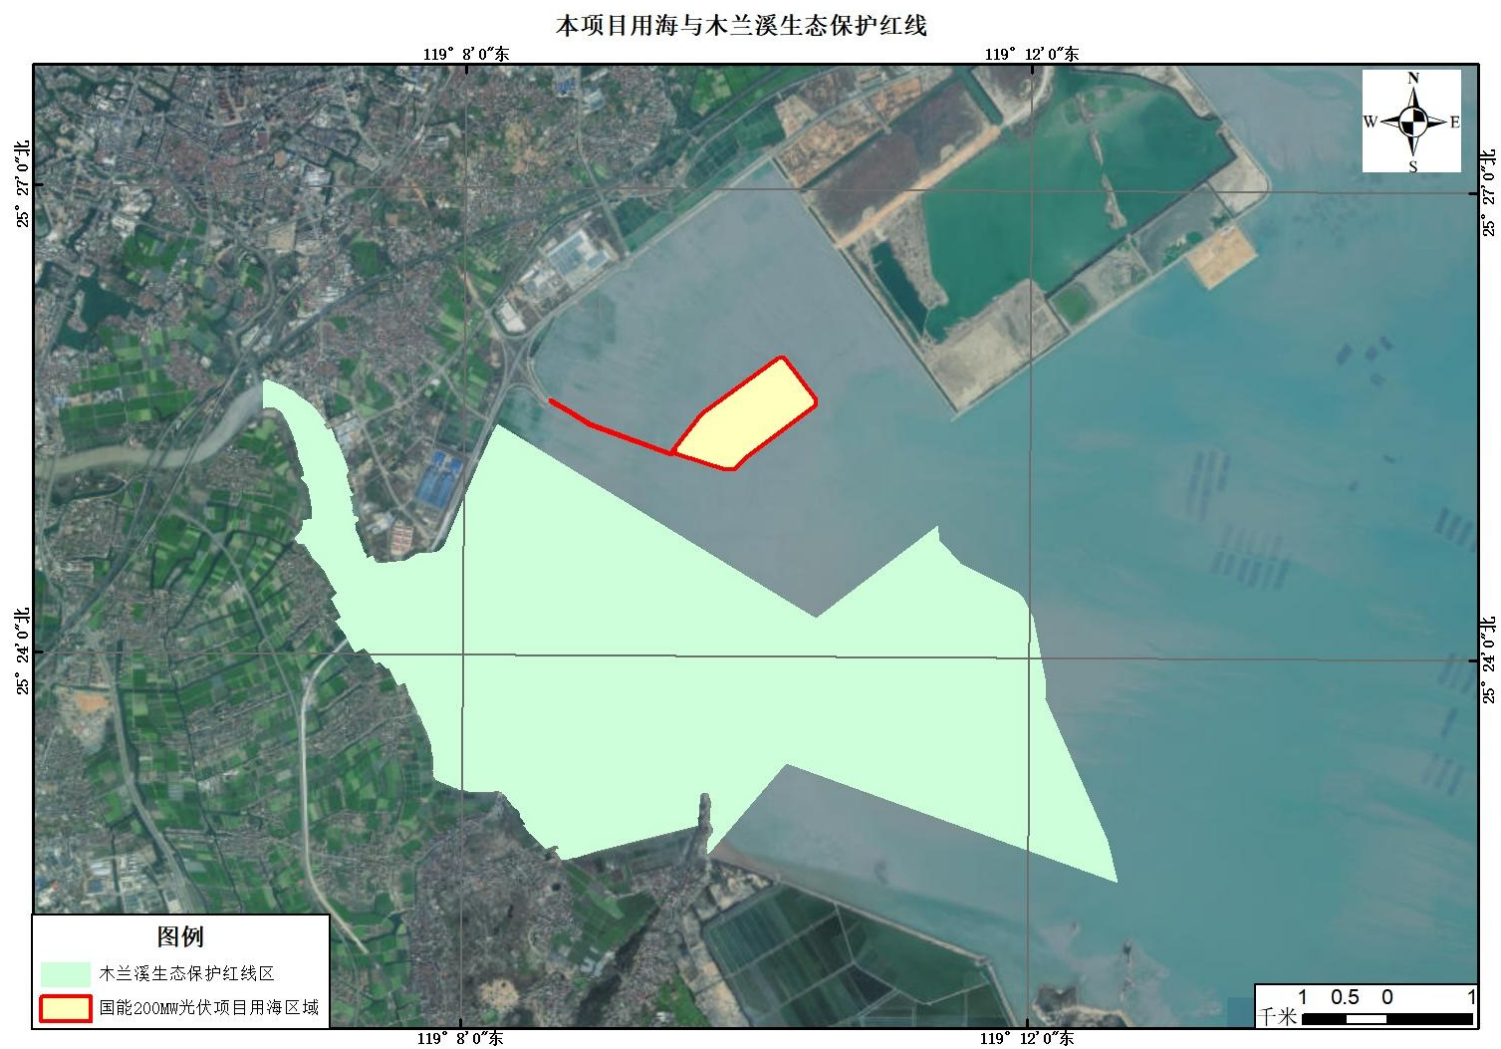 本项目用海与木兰溪生态保护红线
119° 8′0″东
119° 12′0″东
N
W
E
S
25° 27′0″北
25° 27′0″北
25° 24′0″北
25° 24′0″北
图例
木兰溪生态保护红线区
国能200MW光伏项目用海区域
1 0.5 0 1
千米
119° 8′0″东
119° 12′0″东